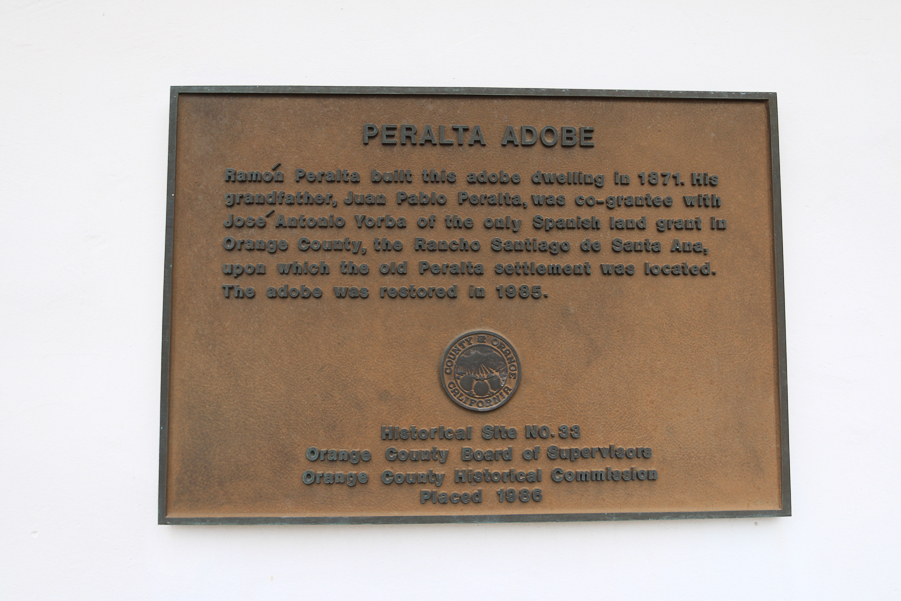 PERALTA ADOBE
Ramón Peralta built this adobe dwelling in 1871. His
grandfather, Juan Pablo Peralta, was co-grantee with
José Antonio Yorba of the only Spanish land grant in
Orange County, the Rancho Santiago de Santa Ana,
upon which the old Peralta settlement was located.
The adobe was restored in 1985.
COUNTY OF ORANGE
CALIFORNIA
Historical Site No. 33
Orange County Board of Supervisors
Orange County Historical Commission
Placed 1986